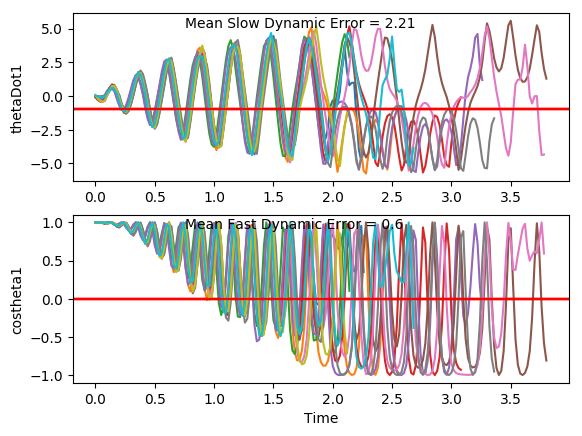 Mean Slow Dynamic Error = 2.21
thetaDot1
5.0
2.5
0.0
−2.5
−5.0
0.0 0.5 1.0 1.5 2.0 2.5 3.0 3.5
Mean Fast Dynamic Error = 0.6
costheta1
1.0
0.5
0.0
−0.5
−1.0
0.0 0.5 1.0 1.5 2.0 2.5 3.0 3.5
Time